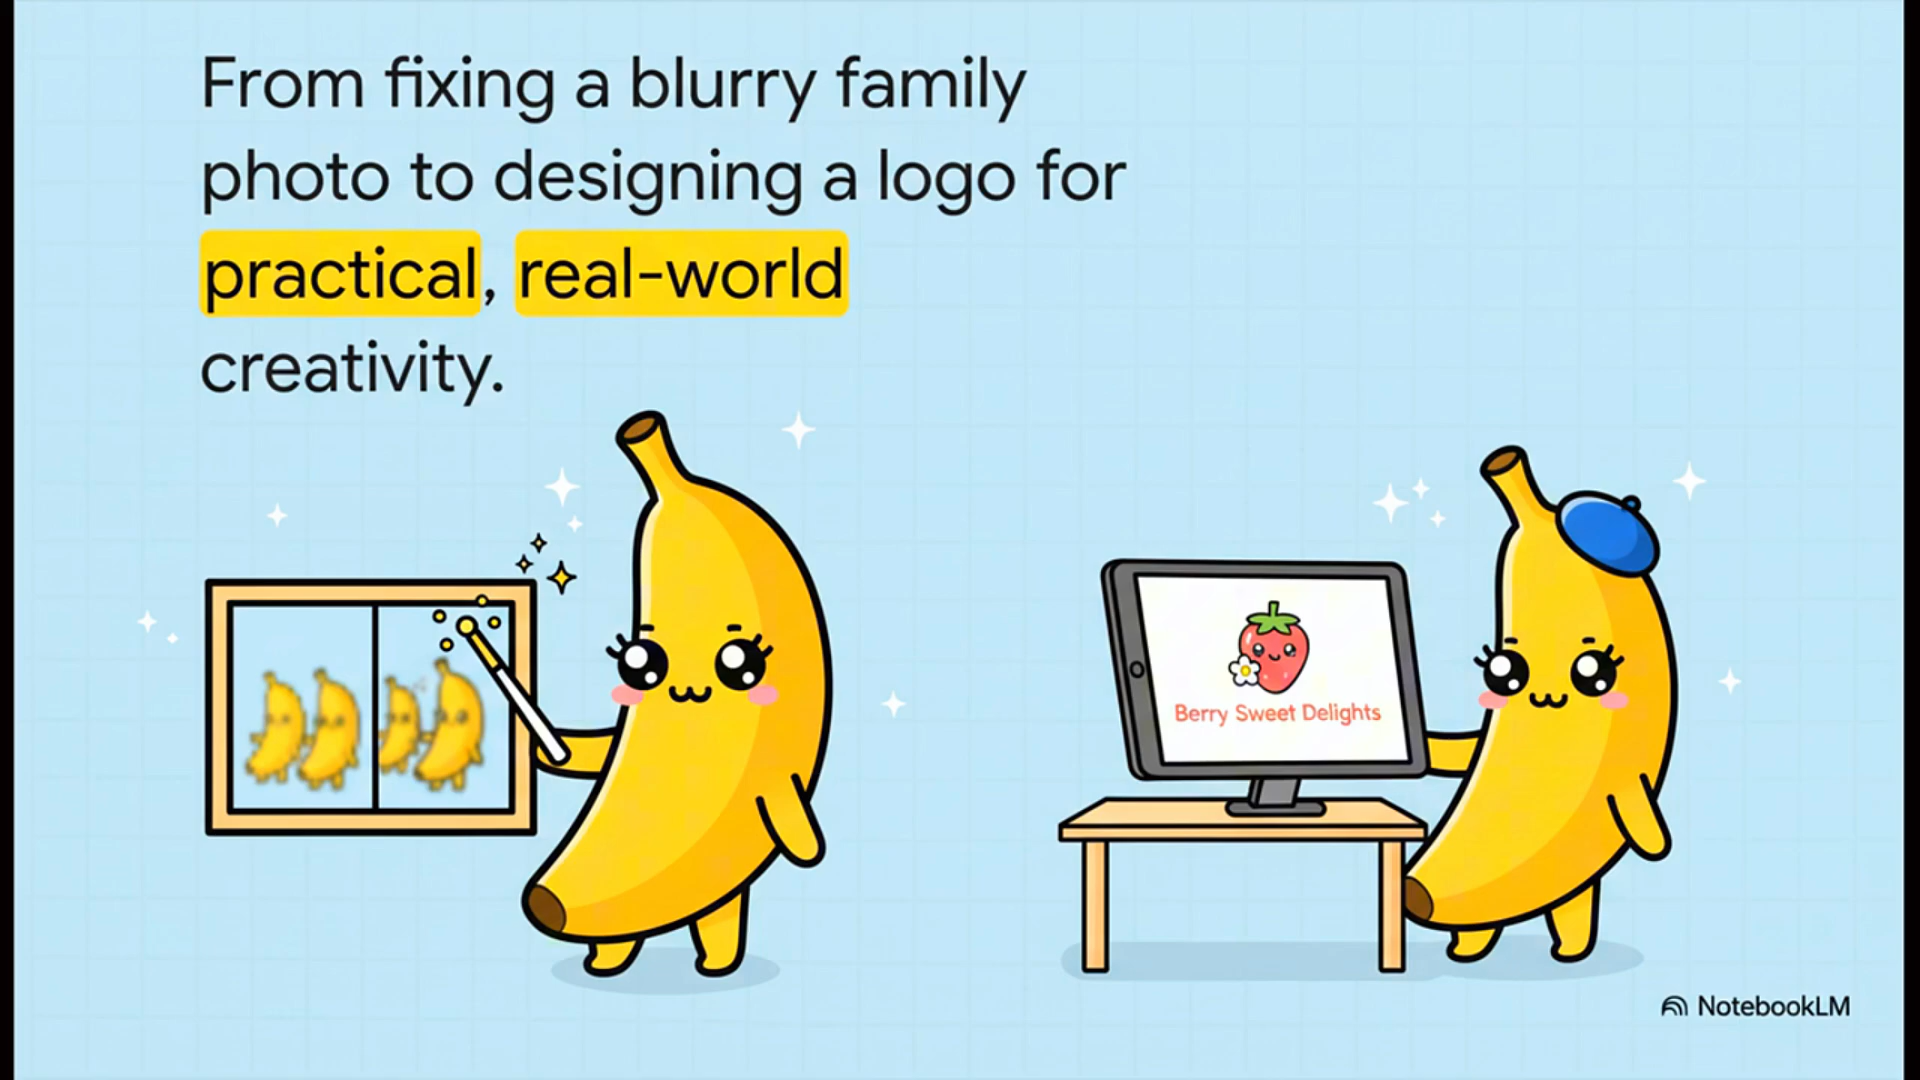 From fixing a blurry family
photo to designing a logo for
practical, real-world
creativity.
Berry Sweet Delights
NotebookLM